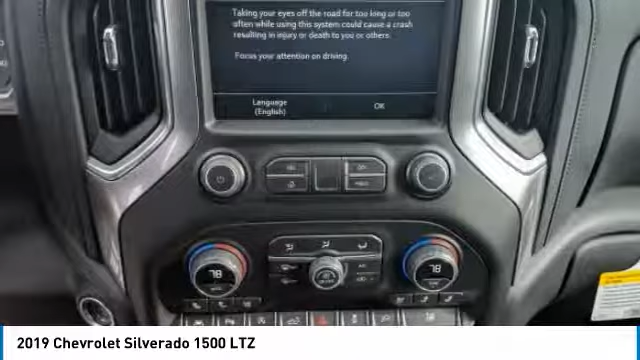 Taking your eyes off the road for too long or too
often while using this system could cause a crash
resulting in injury or death to you or others.
Focus your attention on driving.
Language
(English)
OK
78
78
2019 Chevrolet Silverado 1500 LTZ